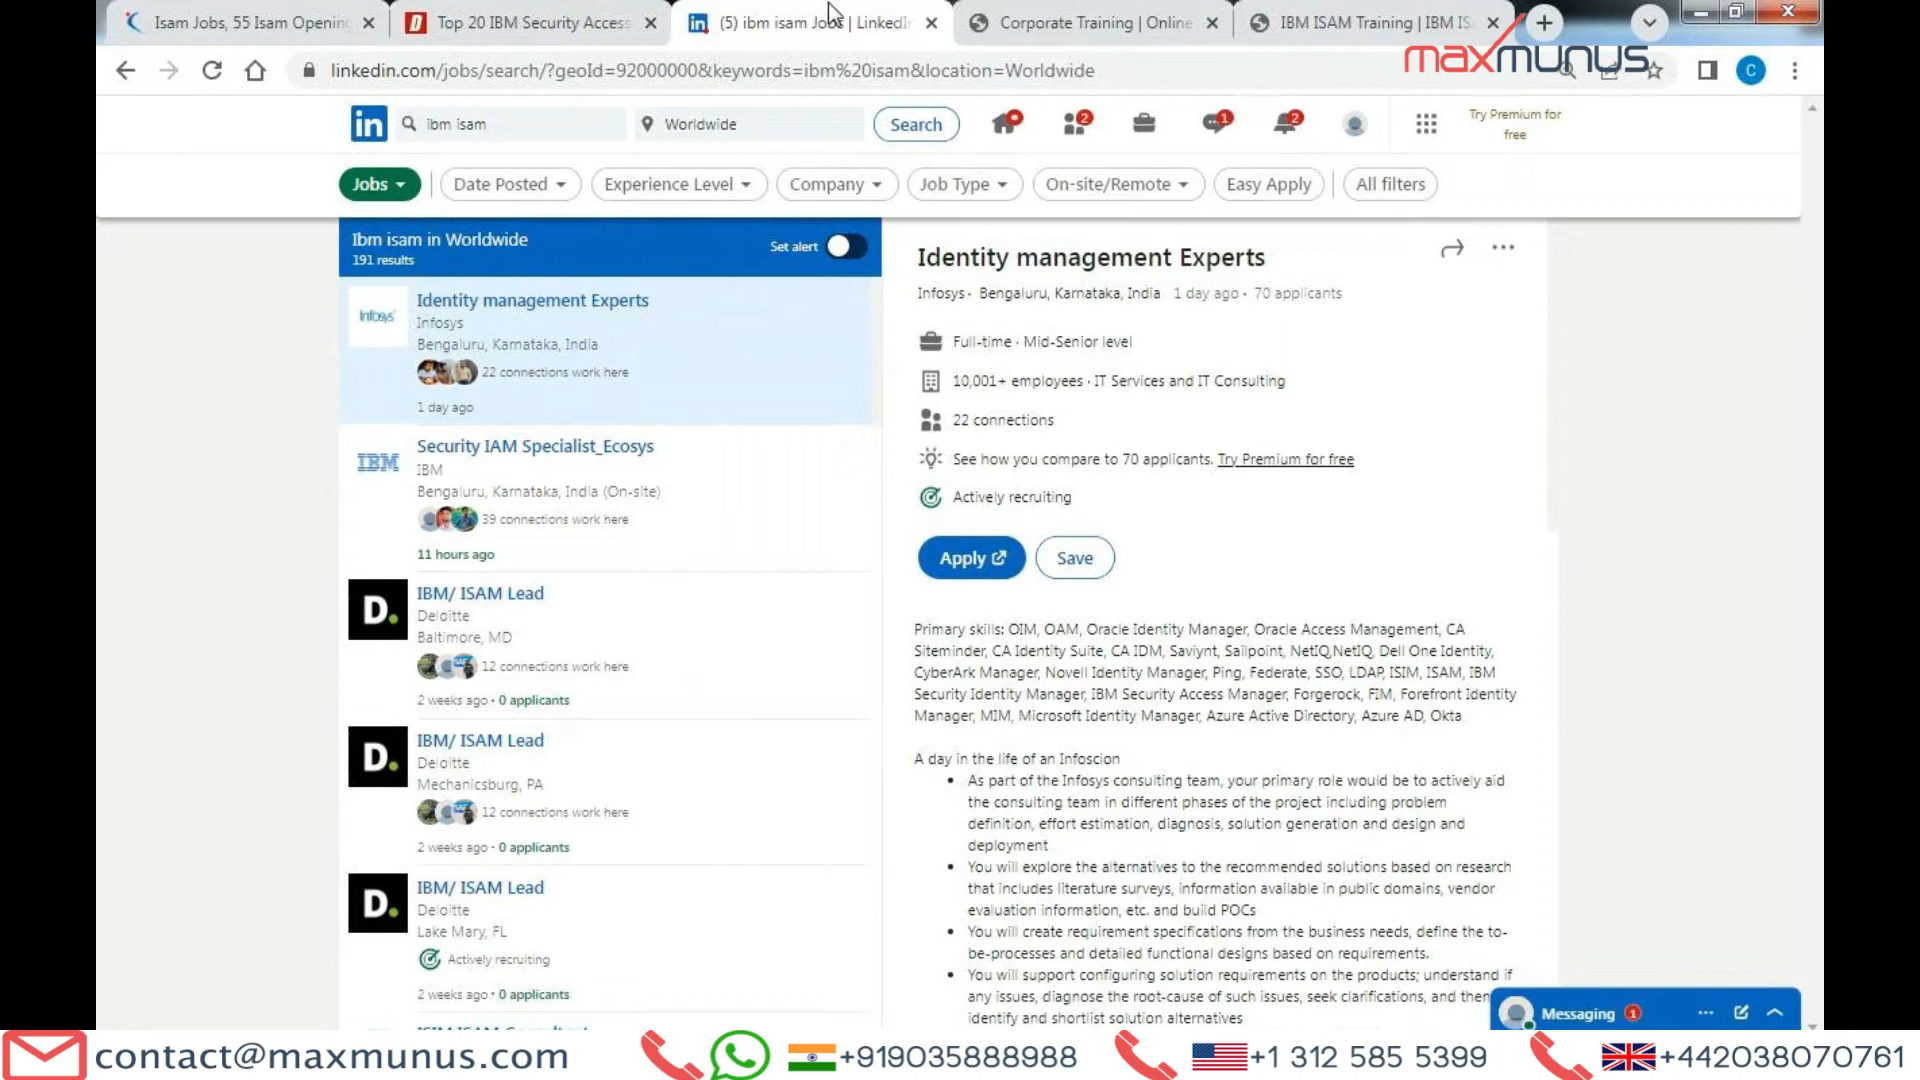 Isam Jobs, 55 Isam Opening
Top 20 IBM Security Access
(5) ibm isam Jobs | LinkedIn
Corporate Training | Online
IBM ISAM Training | IBM IS
maxmunus
linkedin.com/jobs/search/?geoId=92000000&keywords=ibm%20isam&location=Worldwide
C
in
ibm isam
Worldwide
Search
2
1
2
Try Premium for
free
Jobs
Date Posted
Experience Level
Company
Job Type
On-site/Remote
Easy Apply
All filters
Ibm isam in Worldwide
191 results
Set alert
Infosys
Identity management Experts
Infosys
Bengaluru, Karnataka, India
22 connections work here
1 day ago
IBM
Security IAM Specialist_Ecosys
IBM
Bengaluru, Karnataka, India (On-site)
39 connections work here
11 hours ago
D.
IBM/ ISAM Lead
Deloitte
Baltimore, MD
12 connections work here
2 weeks ago • 0 applicants
D.
IBM/ ISAM Lead
Deloitte
Mechanicsburg, PA
12 connections work here
2 weeks ago • 0 applicants
D.
IBM/ ISAM Lead
Deloitte
Lake Mary, FL
Actively recruiting
2 weeks ago • 0 applicants
Identity management Experts
Infosys · Bengaluru, Karnataka, India 1 day ago · 70 applicants
Full-time · Mid-Senior level
10,001+ employees · IT Services and IT Consulting
22 connections
See how you compare to 70 applicants. Try Premium for free
Actively recruiting
Apply
Save
Primary skills: OIM, OAM, Oracle Identity Manager, Oracle Access Management, CA
Siteminder, CA Identity Suite, CA IDM, Saviynt, Sailpoint, NetIQ,NetIQ, Dell One Identity,
CyberArk Manager, Novell Identity Manager, Ping, Federate, SSO, LDAP, ISIM, ISAM, IBM
Security Identity Manager, IBM Security Access Manager, Forgerock, FIM, Forefront Identity
Manager, MIM, Microsoft Identity Manager, Azure Active Directory, Azure AD, Okta
A day in the life of an Infoscion
• As part of the Infosys consulting team, your primary role would be to actively aid
the consulting team in different phases of the project including problem
definition, effort estimation, diagnosis, solution generation and design and
deployment
• You will explore the alternatives to the recommended solutions based on research
that includes literature surveys, information available in public domains, vendor
evaluation information, etc. and build POCs
• You will create requirement specifications from the business needs, define the to-
be-processes and detailed functional designs based on requirements.
• You will support configuring solution requirements on the products; understand if
any issues, diagnose the root-cause of such issues, seek clarifications, and then
identify and shortlist solution alternatives
Messaging 1
contact@maxmunus.com
+919035888988
+1 312 585 5399
+442038070761